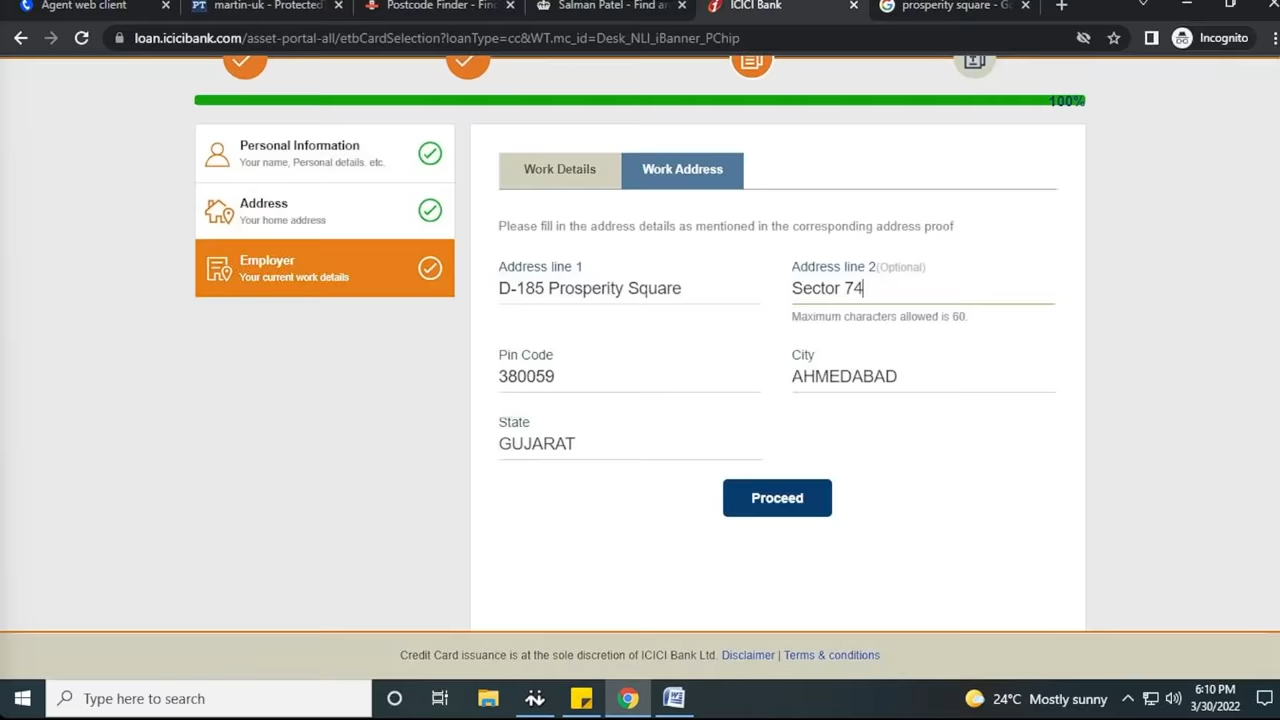 Agent web client
martin-uk - Protected
Postcode Finder - Fin
Salman Patel - Find an
ICICI Bank
prosperity square - Go
loan.icicibank.com/asset-portal-all/etbCardSelection?loanType=cc&WT.mc_id=Desk_NLI_iBanner_PChip
Incognito
100%
Personal Information
Your name, Personal details. etc.
Address
Your home address
Employer
Your current work details
Work Details
Work Address
Please fill in the address details as mentioned in the corresponding address proof
Address line 1
D-185 Prosperity Square
Address line 2(Optional)
Sector 74
Maximum characters allowed is 60.
Pin Code
380059
City
AHMEDABAD
State
GUJARAT
Proceed
Credit Card issuance is at the sole discretion of ICICI Bank Ltd. Disclaimer | Terms & conditions
Type here to search
24°C Mostly sunny
6:10 PM
3/30/2022